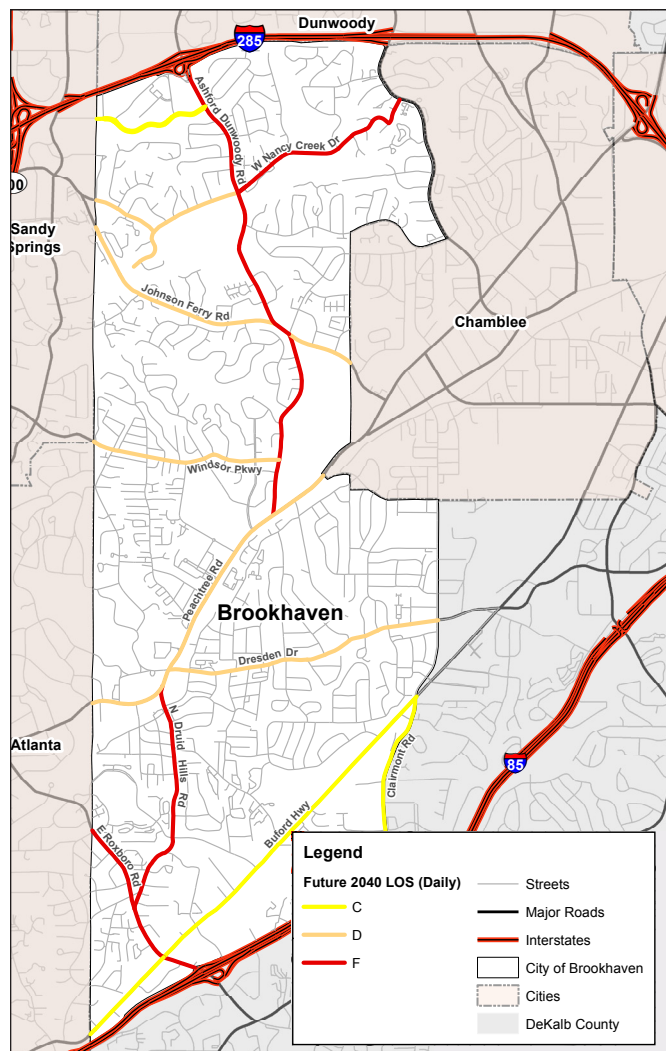 Dunwoody
285
Ashford Dunwoody Rd
W Nancy Creek Dr
00
Sandy
Springs
Johnson Ferry Rd
Chamblee
Windsor Pkwy
Peachtree Rd
Brookhaven
Dresden Dr
N Druid Hills Rd
Atlanta
Clairmont Rd
85
Buford Hwy
E Roxboro Rd
Legend
Future 2040 LOS (Daily)
C
D
F
Streets
Major Roads
Interstates
City of Brookhaven
Cities
DeKalb County